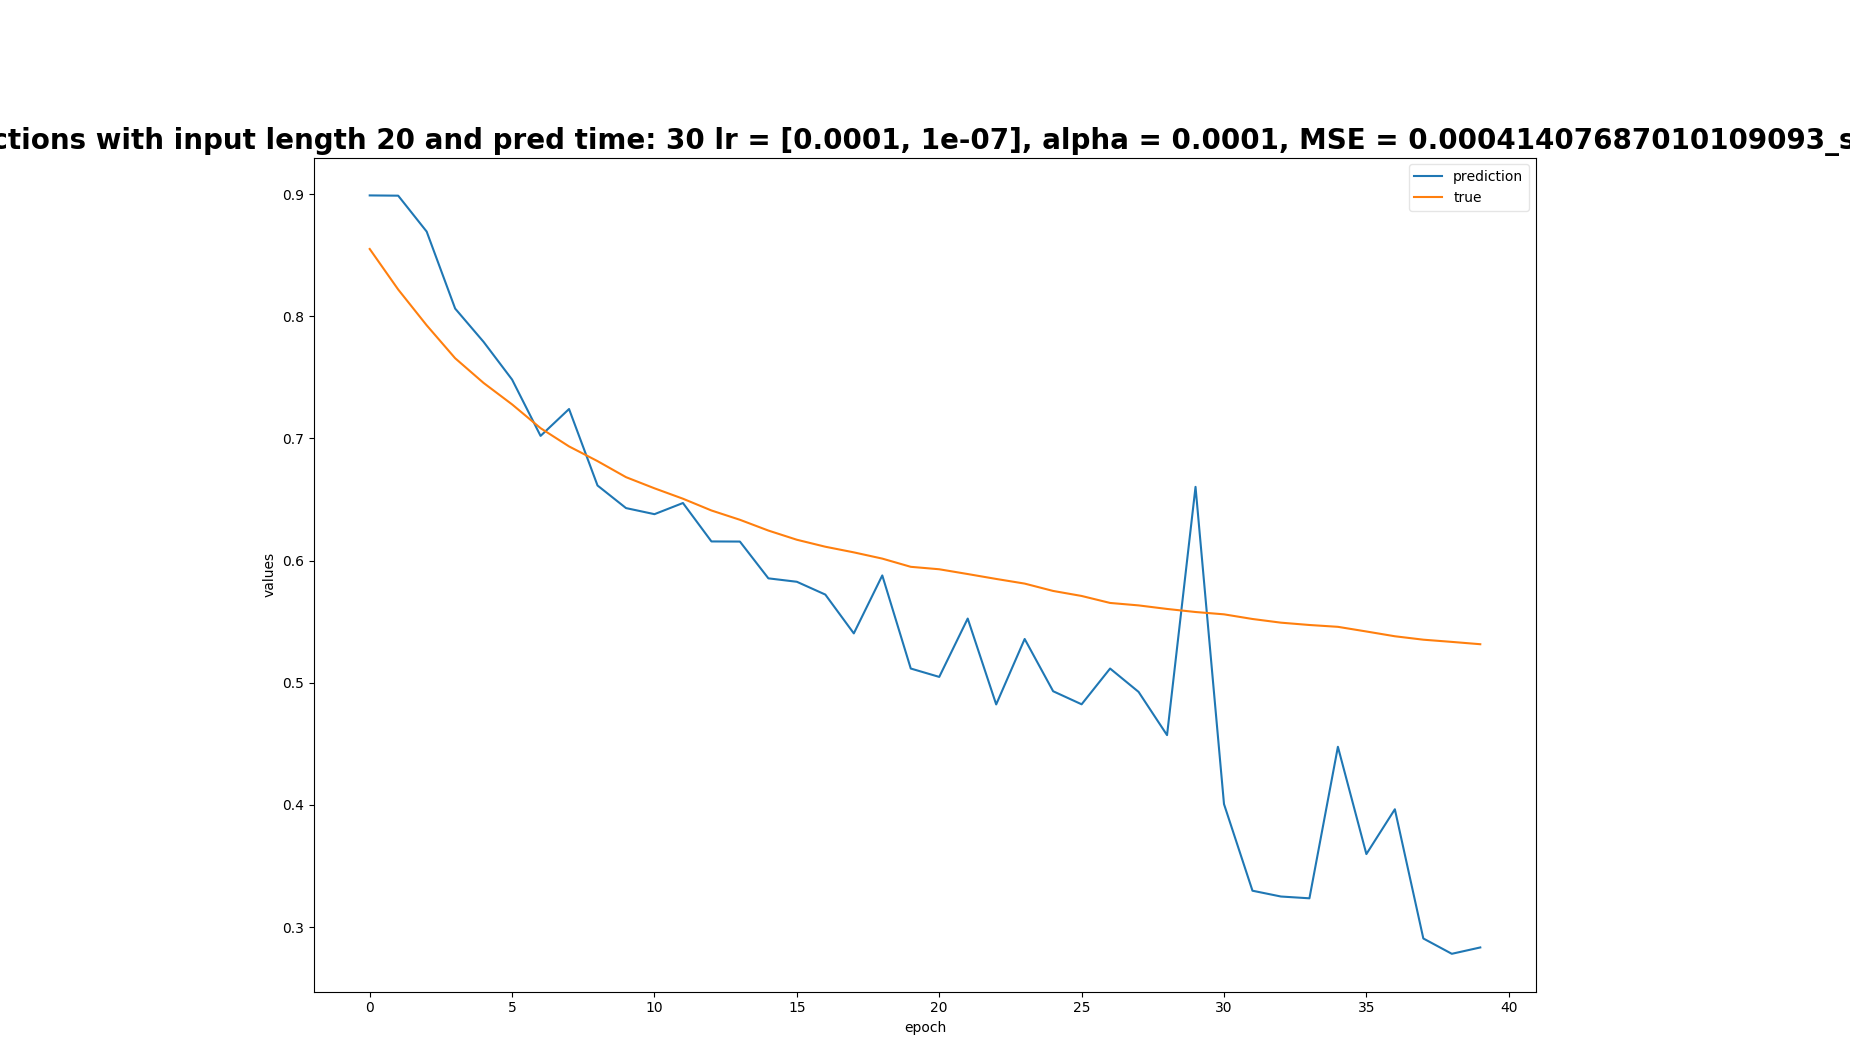 ctions with input length 20 and pred time: 30 lr = [0.0001, 1e-07], alpha = 0.0001, MSE = 0.00041407687010109093_s
prediction
true
0.9
0.8
0.7
0.6
0.5
0.4
0.3
values
0 5 10 15 20 25 30 35 40
epoch